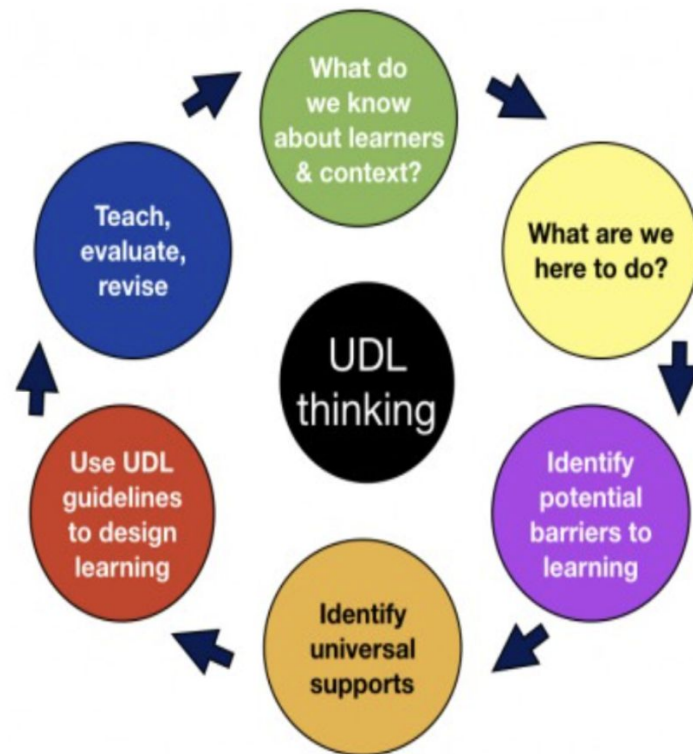 What do
we know
about learners
& context?
What are we
here to do?
Identify
potential
barriers to
learning
Identify
universal
supports
Use UDL
guidelines
to design
learning
Teach,
evaluate,
revise
UDL
thinking